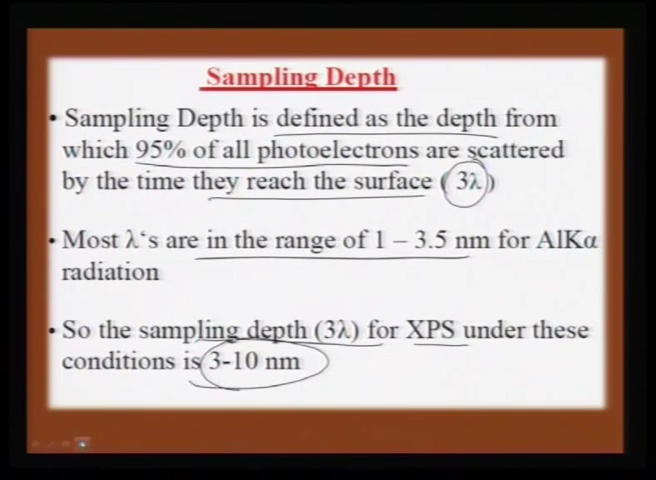 Sampling Depth
• Sampling Depth is defined as the depth from
which 95% of all photoelectrons are scattered
by the time they reach the surface ( 3λ )
• Most λ‘s are in the range of 1 – 3.5 nm for AlKα
radiation
• So the sampling depth (3λ) for XPS under these
conditions is 3-10 nm